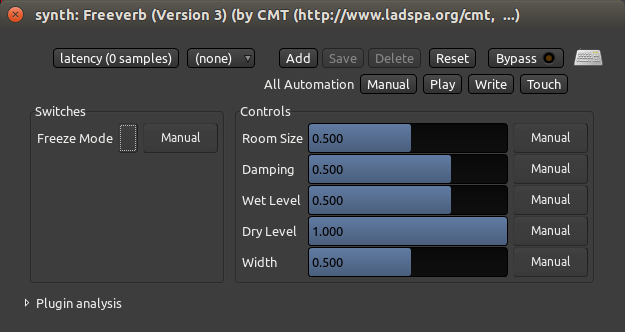 synth: Freeverb (Version 3) (by CMT (http://www.ladspa.org/cmt, ...)
latency (0 samples) (none) Add Save Delete Reset Bypass
All Automation Manual Play Write Touch
Switches
Freeze Mode Manual
Controls
Room Size 0.500 Manual
Damping 0.500 Manual
Wet Level 0.500 Manual
Dry Level 1.000 Manual
Width 0.500 Manual
Plugin analysis